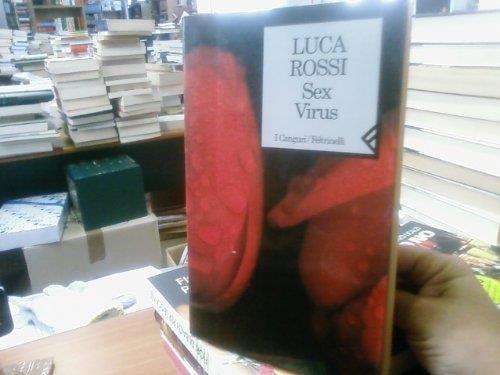 LUCA
ROSSI
Sex
Virus
I Canguri/Feltrinelli